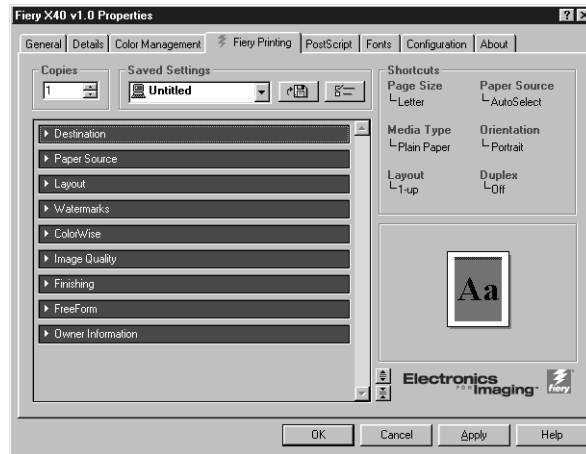 Fiery X40 v1.0 Properties
General Details Color Management Fiery Printing PostScript Fonts Configuration About
Copies
1
Saved Settings
Untitled
Destination
Paper Source
Layout
Watermarks
ColorWise
Image Quality
Finishing
FreeForm
Owner Information
Shortcuts
Page Size Paper Source
Letter AutoSelect
Media Type Orientation
Plain Paper Portrait
Layout Duplex
1-up Off
Aa
Electronics
FOR Imaging
fiery
OK Cancel Apply Help